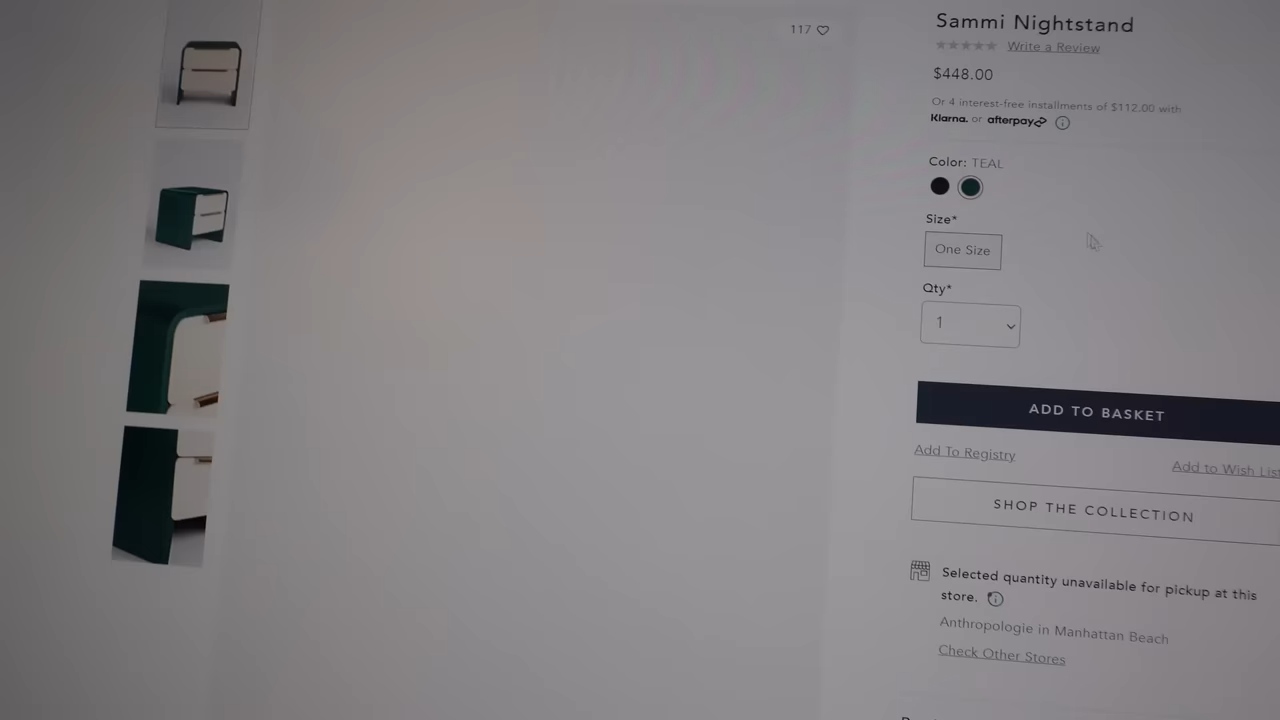 117
Sammi Nightstand
Write a Review
$448.00
Or 4 interest-free installments of $112.00 with
Klarna. or afterpay
Color: TEAL
Size*
One Size
Qty*
1
ADD TO BASKET
Add To Registry
Add to Wish List
SHOP THE COLLECTION
Selected quantity unavailable for pickup at this
store.
Anthropologie in Manhattan Beach
Check Other Stores